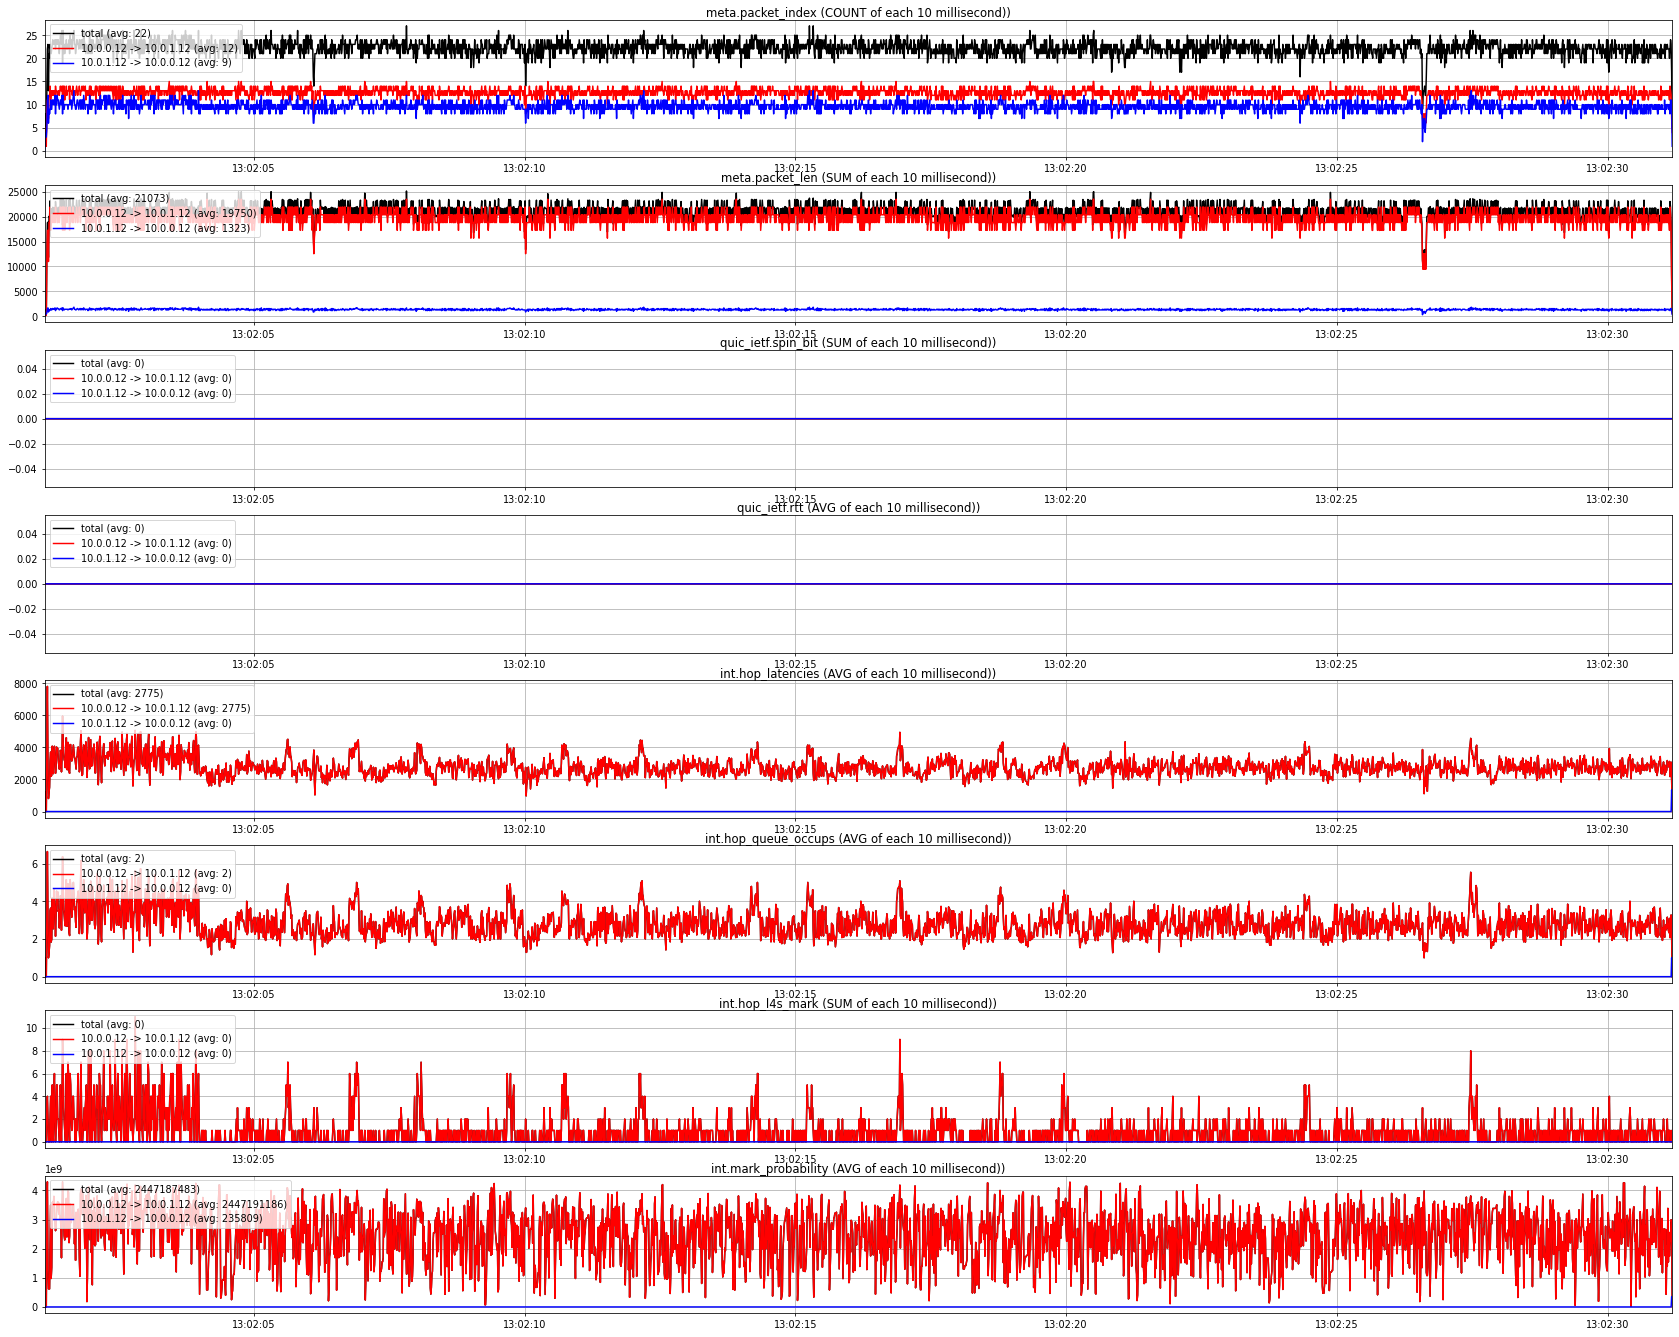 meta.packet_index (COUNT of each 10 millisecond))
total (avg: 22)
10.0.0.12 -> 10.0.1.12 (avg: 12)
10.0.1.12 -> 10.0.0.12 (avg: 9)
25
20
15
10
5
0
13:02:05 13:02:10 13:02:15 13:02:20 13:02:25 13:02:30
meta.packet_len (SUM of each 10 millisecond))
total (avg: 21073)
10.0.0.12 -> 10.0.1.12 (avg: 19750)
10.0.1.12 -> 10.0.0.12 (avg: 1323)
25000
20000
15000
10000
5000
0
13:02:05 13:02:10 13:02:15 13:02:20 13:02:25 13:02:30
quic_ietf.spin_bit (SUM of each 10 millisecond))
total (avg: 0)
10.0.0.12 -> 10.0.1.12 (avg: 0)
10.0.1.12 -> 10.0.0.12 (avg: 0)
0.04
0.02
0.00
−0.02
−0.04
13:02:05 13:02:10 13:02:15 13:02:20 13:02:25 13:02:30
quic_ietf.rtt (AVG of each 10 millisecond))
total (avg: 0)
10.0.0.12 -> 10.0.1.12 (avg: 0)
10.0.1.12 -> 10.0.0.12 (avg: 0)
0.04
0.02
0.00
−0.02
−0.04
13:02:05 13:02:10 13:02:15 13:02:20 13:02:25 13:02:30
int.hop_latencies (AVG of each 10 millisecond))
total (avg: 2775)
10.0.0.12 -> 10.0.1.12 (avg: 2775)
10.0.1.12 -> 10.0.0.12 (avg: 0)
8000
6000
4000
2000
0
13:02:05 13:02:10 13:02:15 13:02:20 13:02:25 13:02:30
int.hop_queue_occups (AVG of each 10 millisecond))
total (avg: 2)
10.0.0.12 -> 10.0.1.12 (avg: 2)
10.0.1.12 -> 10.0.0.12 (avg: 0)
6
4
2
0
13:02:05 13:02:10 13:02:15 13:02:20 13:02:25 13:02:30
int.hop_l4s_mark (SUM of each 10 millisecond))
total (avg: 0)
10.0.0.12 -> 10.0.1.12 (avg: 0)
10.0.1.12 -> 10.0.0.12 (avg: 0)
10
8
6
4
2
0
13:02:05 13:02:10 13:02:15 13:02:20 13:02:25 13:02:30
int.mark_probability (AVG of each 10 millisecond))
1e9
total (avg: 2447187483)
10.0.0.12 -> 10.0.1.12 (avg: 2447191186)
10.0.1.12 -> 10.0.0.12 (avg: 235809)
4
3
2
1
0
13:02:05 13:02:10 13:02:15 13:02:20 13:02:25 13:02:30